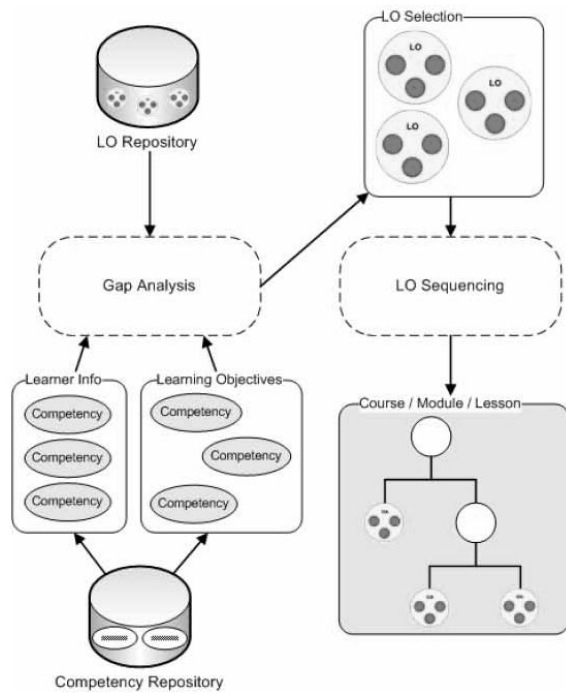 LO Selection
LO
LO
LO
LO Repository
Gap Analysis
LO Sequencing
Learner Info
Competency
Competency
Competency
Learning Objectives
Competency
Competency
Competency
Course / Module / Lesson
Competency Repository